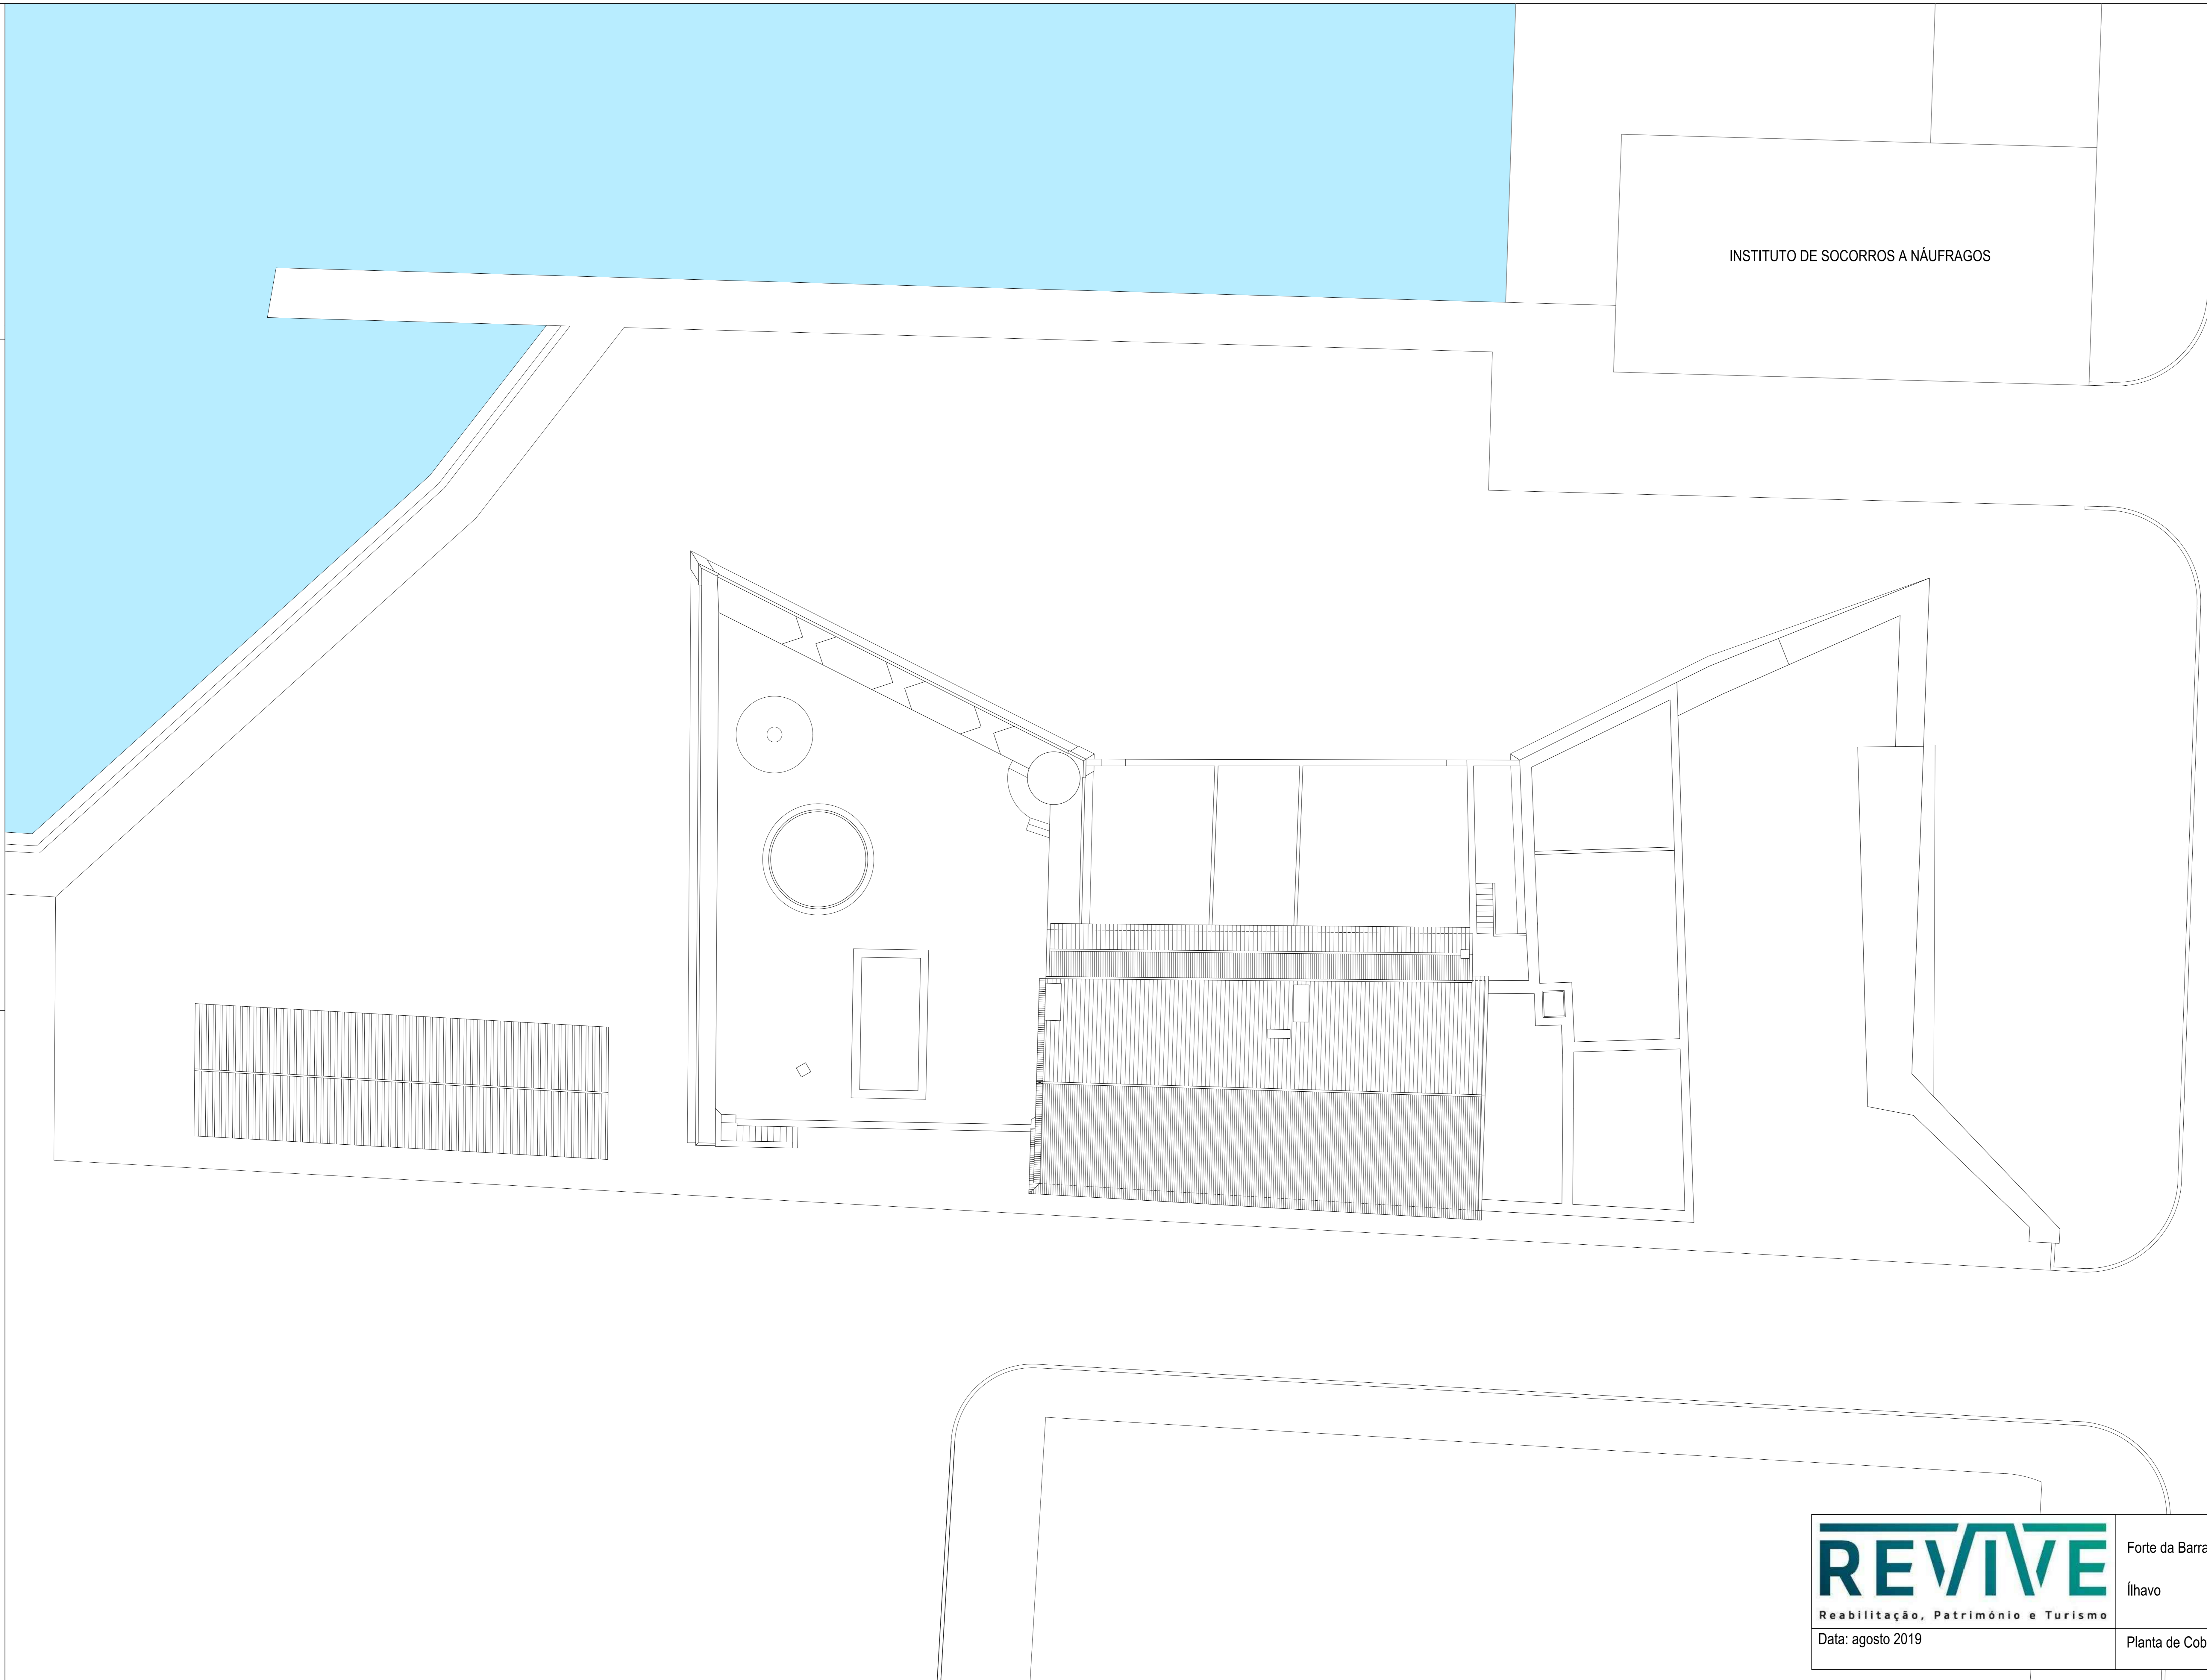 INSTITUTO DE SOCORROS A NÁUFRAGOS
REVIVE
Reabilitação, Património e Turismo
Forte da Barra
Ílhavo
Data: agosto 2019
Planta de Cob